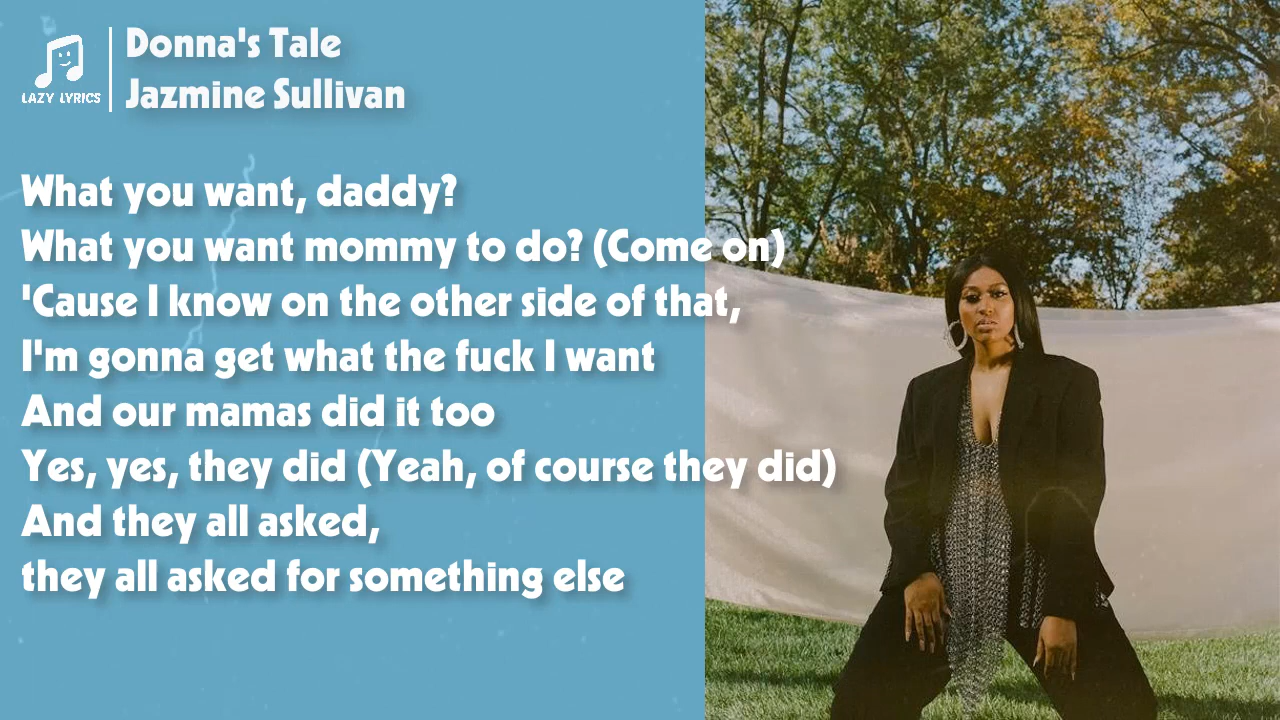 Donna's Tale
LAZY LYRICS
Jazmine Sullivan
What you want, daddy?
What you want mommy to do? (Come on)
'Cause I know on the other side of that,
I'm gonna get what the fuck I want
And our mamas did it too
Yes, yes, they did (Yeah, of course they did)
And they all asked,
they all asked for something else